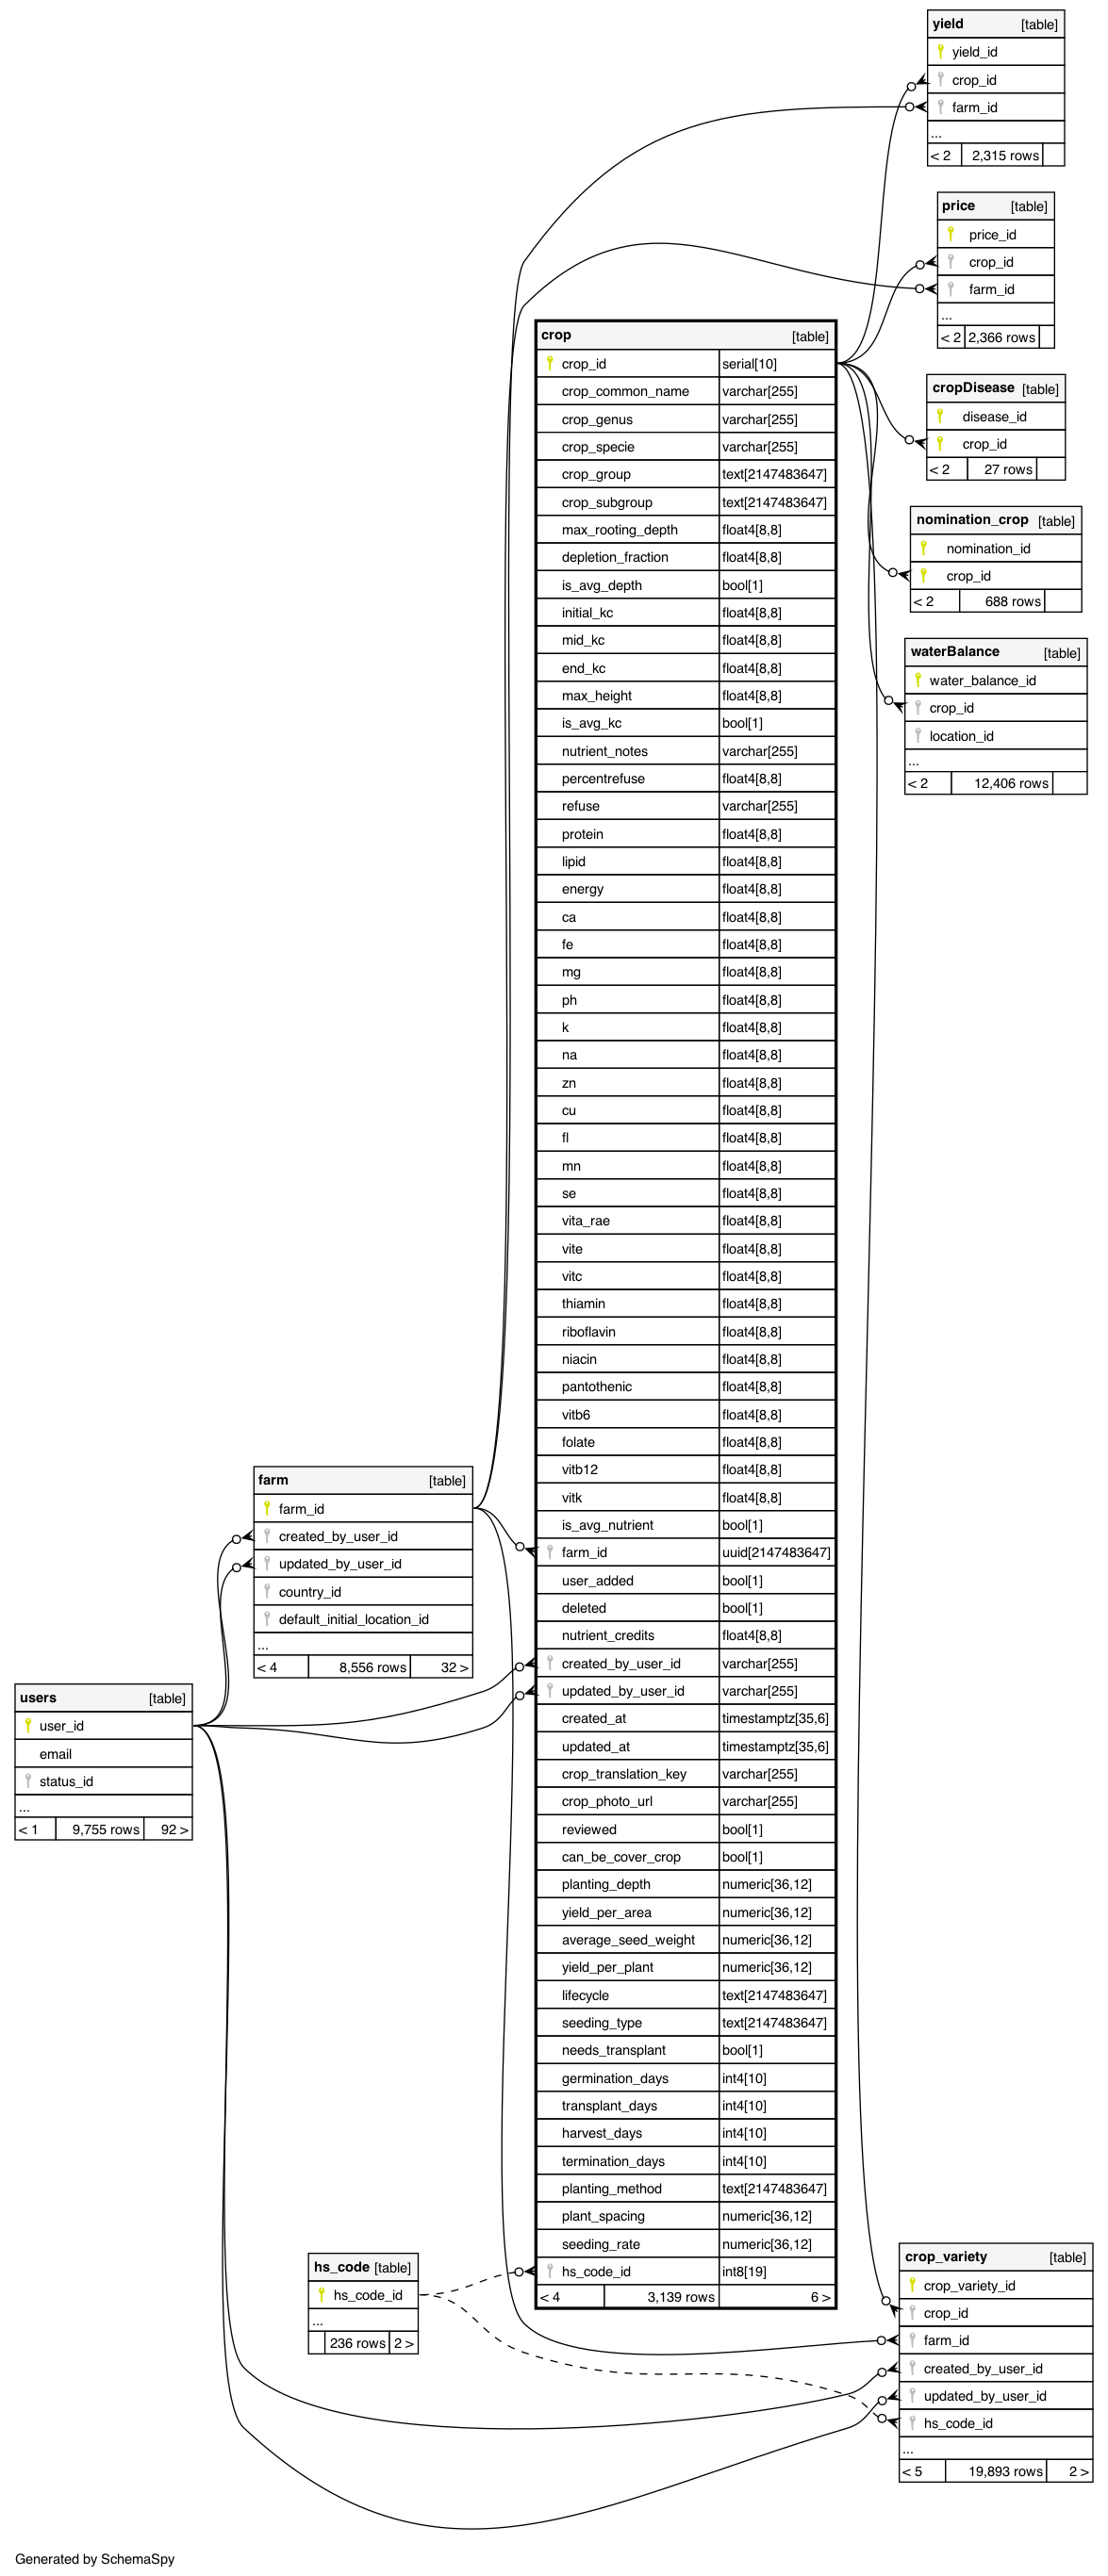 yield [table]
yield_id
crop_id
farm_id
...
< 2 2,315 rows
price [table]
price_id
crop_id
farm_id
...
< 2 2,366 rows
cropDisease [table]
disease_id
crop_id
< 2 27 rows
nomination_crop [table]
nomination_id
crop_id
< 2 688 rows
waterBalance [table]
water_balance_id
crop_id
location_id
...
< 2 12,406 rows
crop [table]
crop_id serial[10]
crop_common_name varchar[255]
crop_genus varchar[255]
crop_specie varchar[255]
crop_group text[2147483647]
crop_subgroup text[2147483647]
max_rooting_depth float4[8,8]
depletion_fraction float4[8,8]
is_avg_depth bool[1]
initial_kc float4[8,8]
mid_kc float4[8,8]
end_kc float4[8,8]
max_height float4[8,8]
is_avg_kc bool[1]
nutrient_notes varchar[255]
percentrefuse float4[8,8]
refuse varchar[255]
protein float4[8,8]
lipid float4[8,8]
energy float4[8,8]
ca float4[8,8]
fe float4[8,8]
mg float4[8,8]
ph float4[8,8]
k float4[8,8]
na float4[8,8]
zn float4[8,8]
cu float4[8,8]
fl float4[8,8]
mn float4[8,8]
se float4[8,8]
vita_rae float4[8,8]
vite float4[8,8]
vitc float4[8,8]
thiamin float4[8,8]
riboflavin float4[8,8]
niacin float4[8,8]
pantothenic float4[8,8]
vitb6 float4[8,8]
folate float4[8,8]
vitb12 float4[8,8]
vitk float4[8,8]
is_avg_nutrient bool[1]
farm_id uuid[2147483647]
user_added bool[1]
deleted bool[1]
nutrient_credits float4[8,8]
created_by_user_id varchar[255]
updated_by_user_id varchar[255]
created_at timestamptz[35,6]
updated_at timestamptz[35,6]
crop_translation_key varchar[255]
crop_photo_url varchar[255]
reviewed bool[1]
can_be_cover_crop bool[1]
planting_depth numeric[36,12]
yield_per_area numeric[36,12]
average_seed_weight numeric[36,12]
yield_per_plant numeric[36,12]
lifecycle text[2147483647]
seeding_type text[2147483647]
needs_transplant bool[1]
germination_days int4[10]
transplant_days int4[10]
harvest_days int4[10]
termination_days int4[10]
planting_method text[2147483647]
plant_spacing numeric[36,12]
seeding_rate numeric[36,12]
hs_code_id int8[19]
< 4 3,139 rows 6 >
farm [table]
farm_id
created_by_user_id
updated_by_user_id
country_id
default_initial_location_id
...
< 4 8,556 rows 32 >
users [table]
user_id
email
status_id
...
< 1 9,755 rows 92 >
hs_code [table]
hs_code_id
...
236 rows 2 >
crop_variety [table]
crop_variety_id
crop_id
farm_id
created_by_user_id
updated_by_user_id
hs_code_id
...
< 5 19,893 rows 2 >
Generated by SchemaSpy